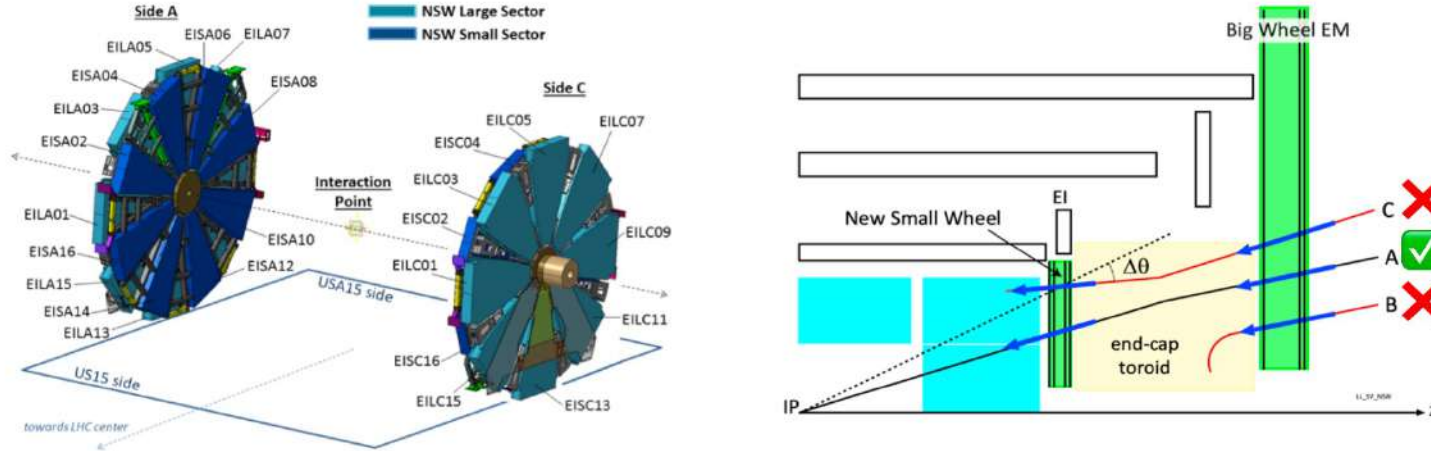 Side A
NSW Large Sector
NSW Small Sector
EISA06
EILA07
EILA05
EISA04
EISA08
EILA03
EISA02
EILA01
EISA16
EILA15
EISA14
EILA13
EISA10
EISA12
Interaction
Point
Side C
EILC05
EILC07
EISC04
EILC03
EISC02
EILC01
EILC09
EILC11
EISC16
EILC15
EISC13
USA15 side
US15 side
towards LHC center
Big Wheel EM
EI
New Small Wheel
Δθ
C
A
B
end-cap
toroid
IP
LL_SV_NSW
z